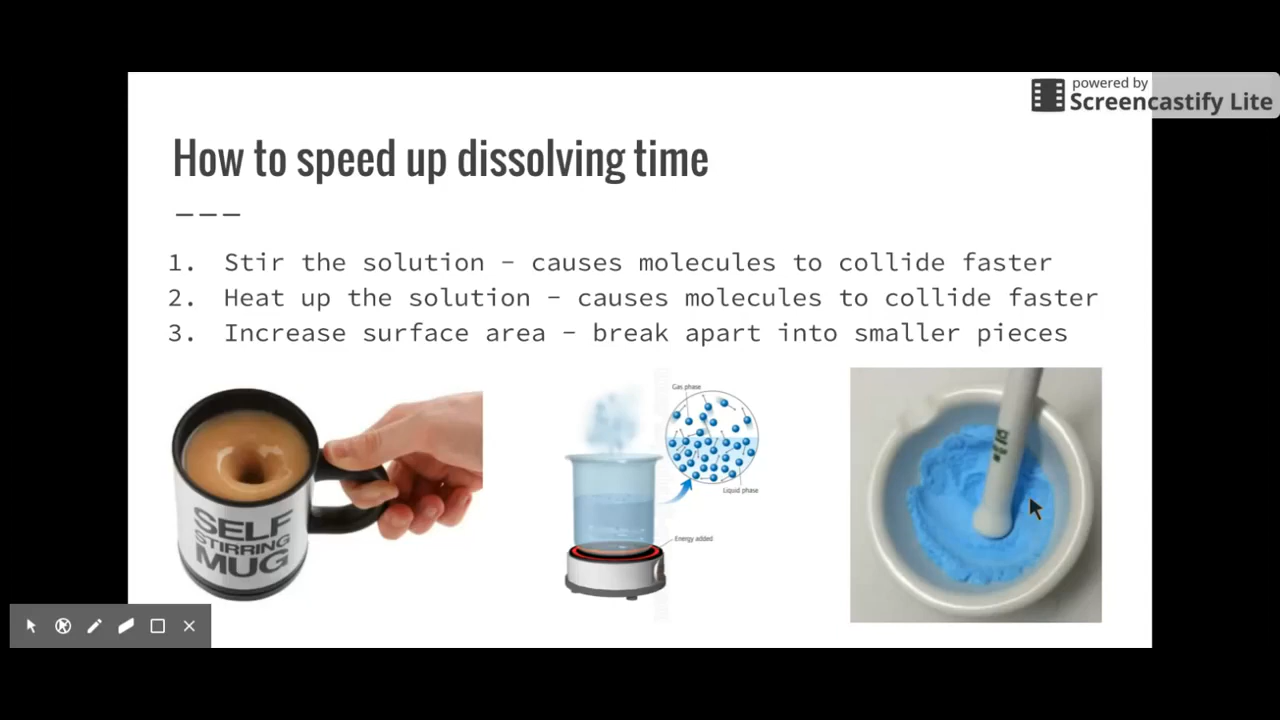 powered by
Screencastify Lite
How to speed up dissolving time
1. Stir the solution - causes molecules to collide faster
2. Heat up the solution - causes molecules to collide faster
3. Increase surface area - break apart into smaller pieces
Gas phase
Liquid phase
Energy added
SELF
STIRRING
MUG